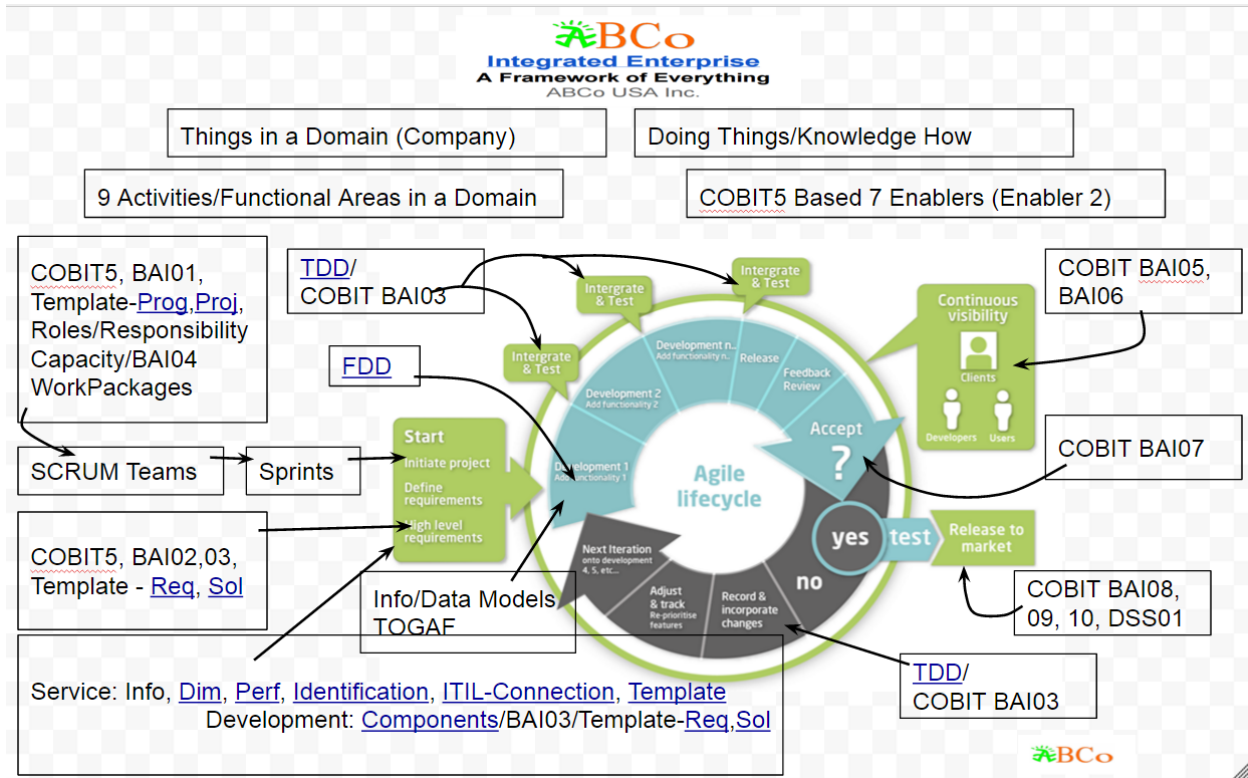 ABCo
Integrated Enterprise
A Framework of Everything
ABCo USA Inc.
Things in a Domain (Company)
Doing Things/Knowledge How
9 Activities/Functional Areas in a Domain
COBIT5 Based 7 Enablers (Enabler 2)
COBIT5, BAI01,
Template-Prog,Proj,
Roles/Responsibility
Capacity/BAI04
WorkPackages
TDD/
COBIT BAI03
FDD
SCRUM Teams
Sprints
COBIT5, BAI02,03,
Template - Req, Sol
Start
Initiate project
Define
requirements
High level
requirements
Intergrate
& Test
Intergrate
& Test
Intergrate
& Test
Development 1
Add functionality 1
Development 2
Add functionality 2
Development n..
Add functionality n..
Release
Feedback
Review
Accept
?
Agile
lifecycle
yes
test
Release to
market
no
Record &
incorporate
changes
Adjust
& track
Re-prioritise
features
Next Iteration
onto development
4, 5, etc...
Continuous
visibility
Clients
Developers
Users
COBIT BAI05,
BAI06
COBIT BAI07
COBIT BAI08,
09, 10, DSS01
TDD/
COBIT BAI03
Info/Data Models
TOGAF
Service: Info, Dim, Perf, Identification, ITIL-Connection, Template
Development: Components/BAI03/Template-Req,Sol
ABCo